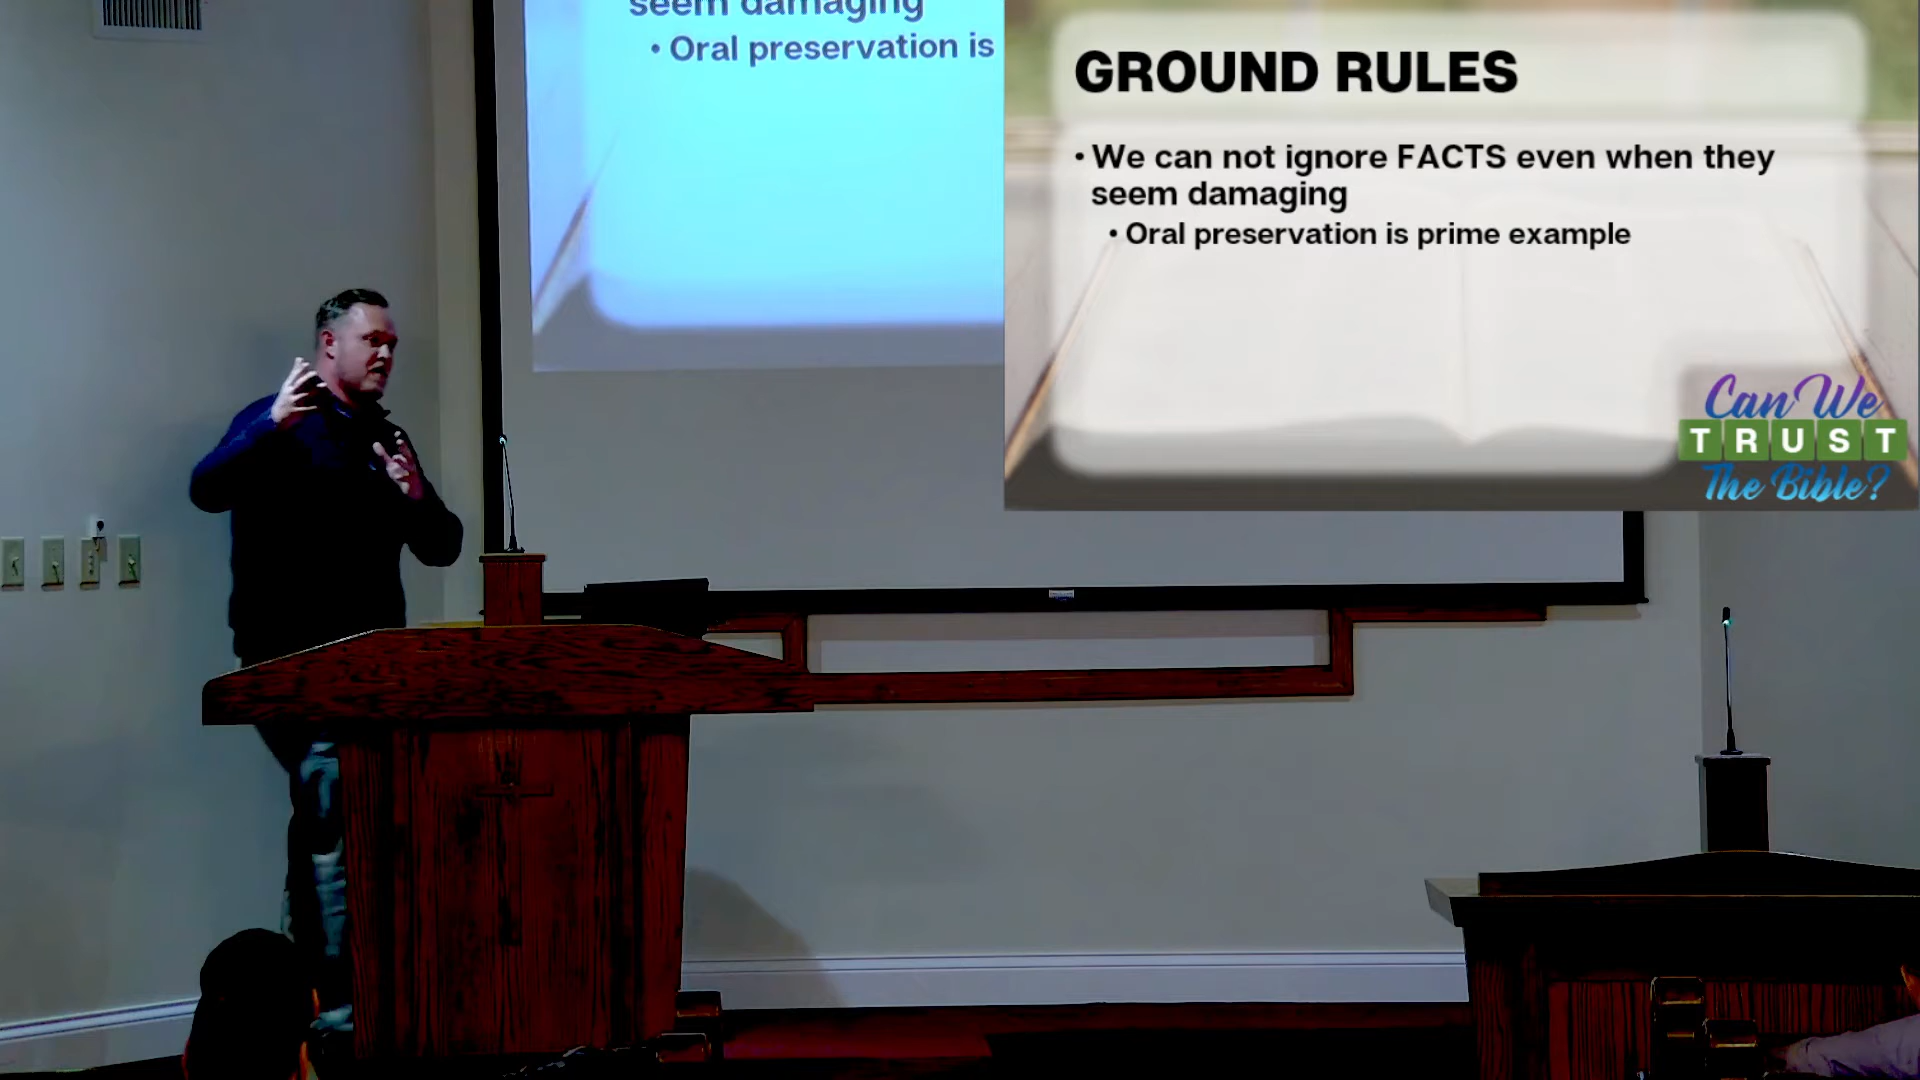 seem damaging
• Oral preservation is
GROUND RULES
• We can not ignore FACTS even when they
seem damaging
• Oral preservation is prime example
Can We
TRUST
The Bible?